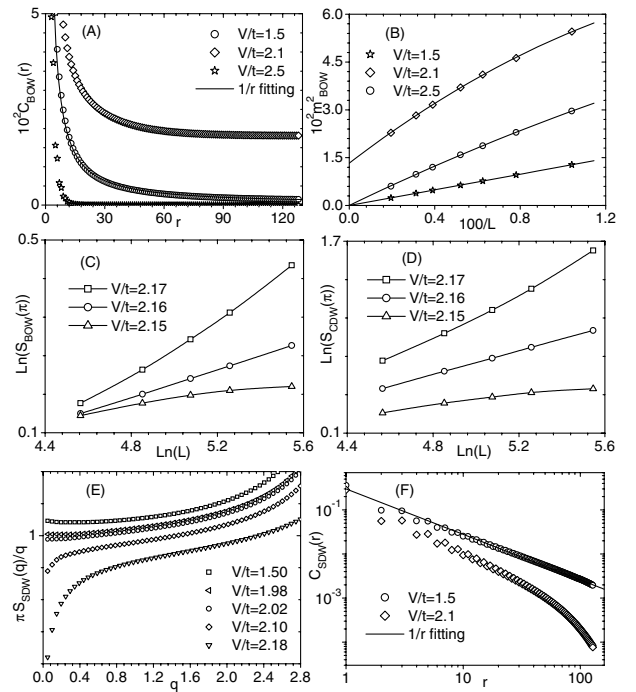 (A)
V/t=1.5
V/t=2.1
V/t=2.5
1/r fitting
10²C_BOW(r)
5
0
0 30 60 90 120
r
(B)
V/t=1.5
V/t=2.1
V/t=2.5
10²m²_BOW
6.0
4.5
3.0
1.5
0.0
0.0 0.3 0.6 0.9 1.2
100/L
(C)
V/t=2.17
V/t=2.16
V/t=2.15
Ln(S_BOW(π))
0.5
0.1
4.4 4.8 5.2 5.6
Ln(L)
(D)
V/t=2.17
V/t=2.16
V/t=2.15
Ln(S_CDW(π))
1.7
0.1
4.4 4.8 5.2 5.6
Ln(L)
(E)
V/t=1.50
V/t=1.98
V/t=2.02
V/t=2.10
V/t=2.18
πS_SDW(q)/q
1
0.0 0.4 0.8 1.2 1.6 2.0 2.4 2.8
q
(F)
V/t=1.5
V/t=2.1
1/r fitting
C_SDW(r)
10⁻¹
10⁻³
1 10 100
r